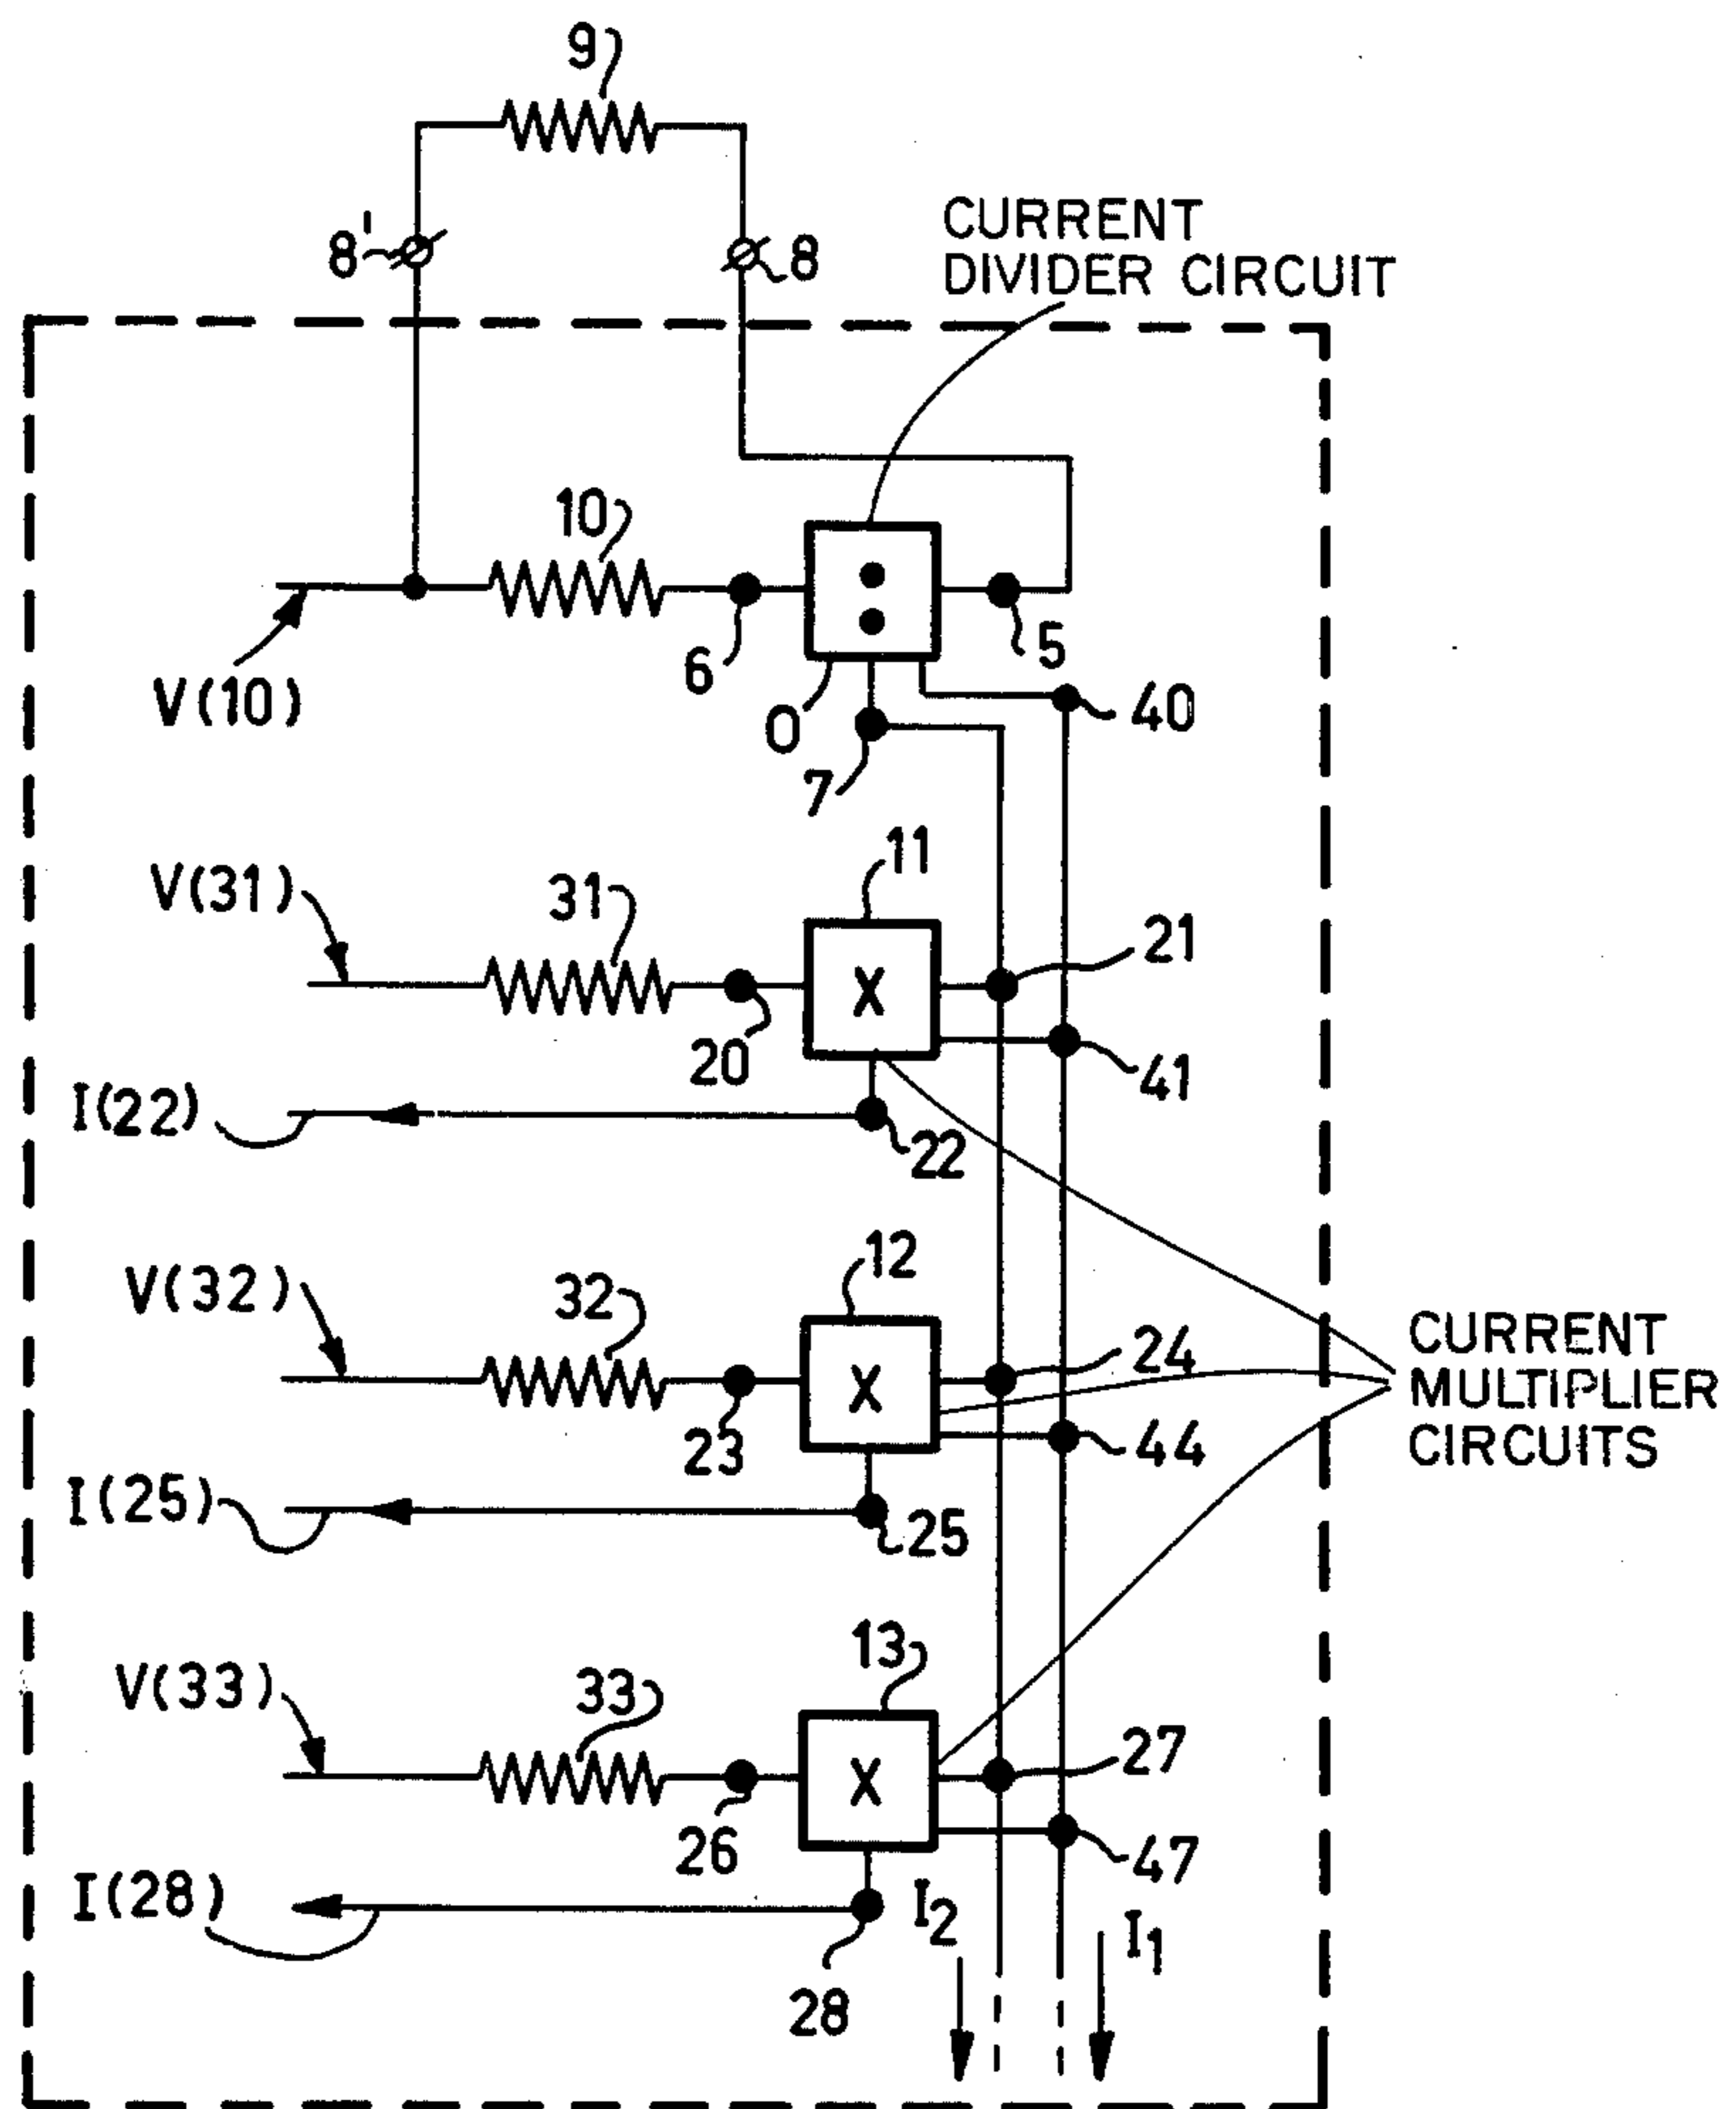 9
8'
8
CURRENT
DIVIDER CIRCUIT
10
V(10)
6
5
0
40
7
11
V(31)
31
21
20
41
I(22)
22
12
V(32)
32
24
CURRENT
MULTIPLIER
CIRCUITS
X
X
X
23
44
I(25)
25
13
V(33)
33
27
26
47
I(28)
I2
I1
28